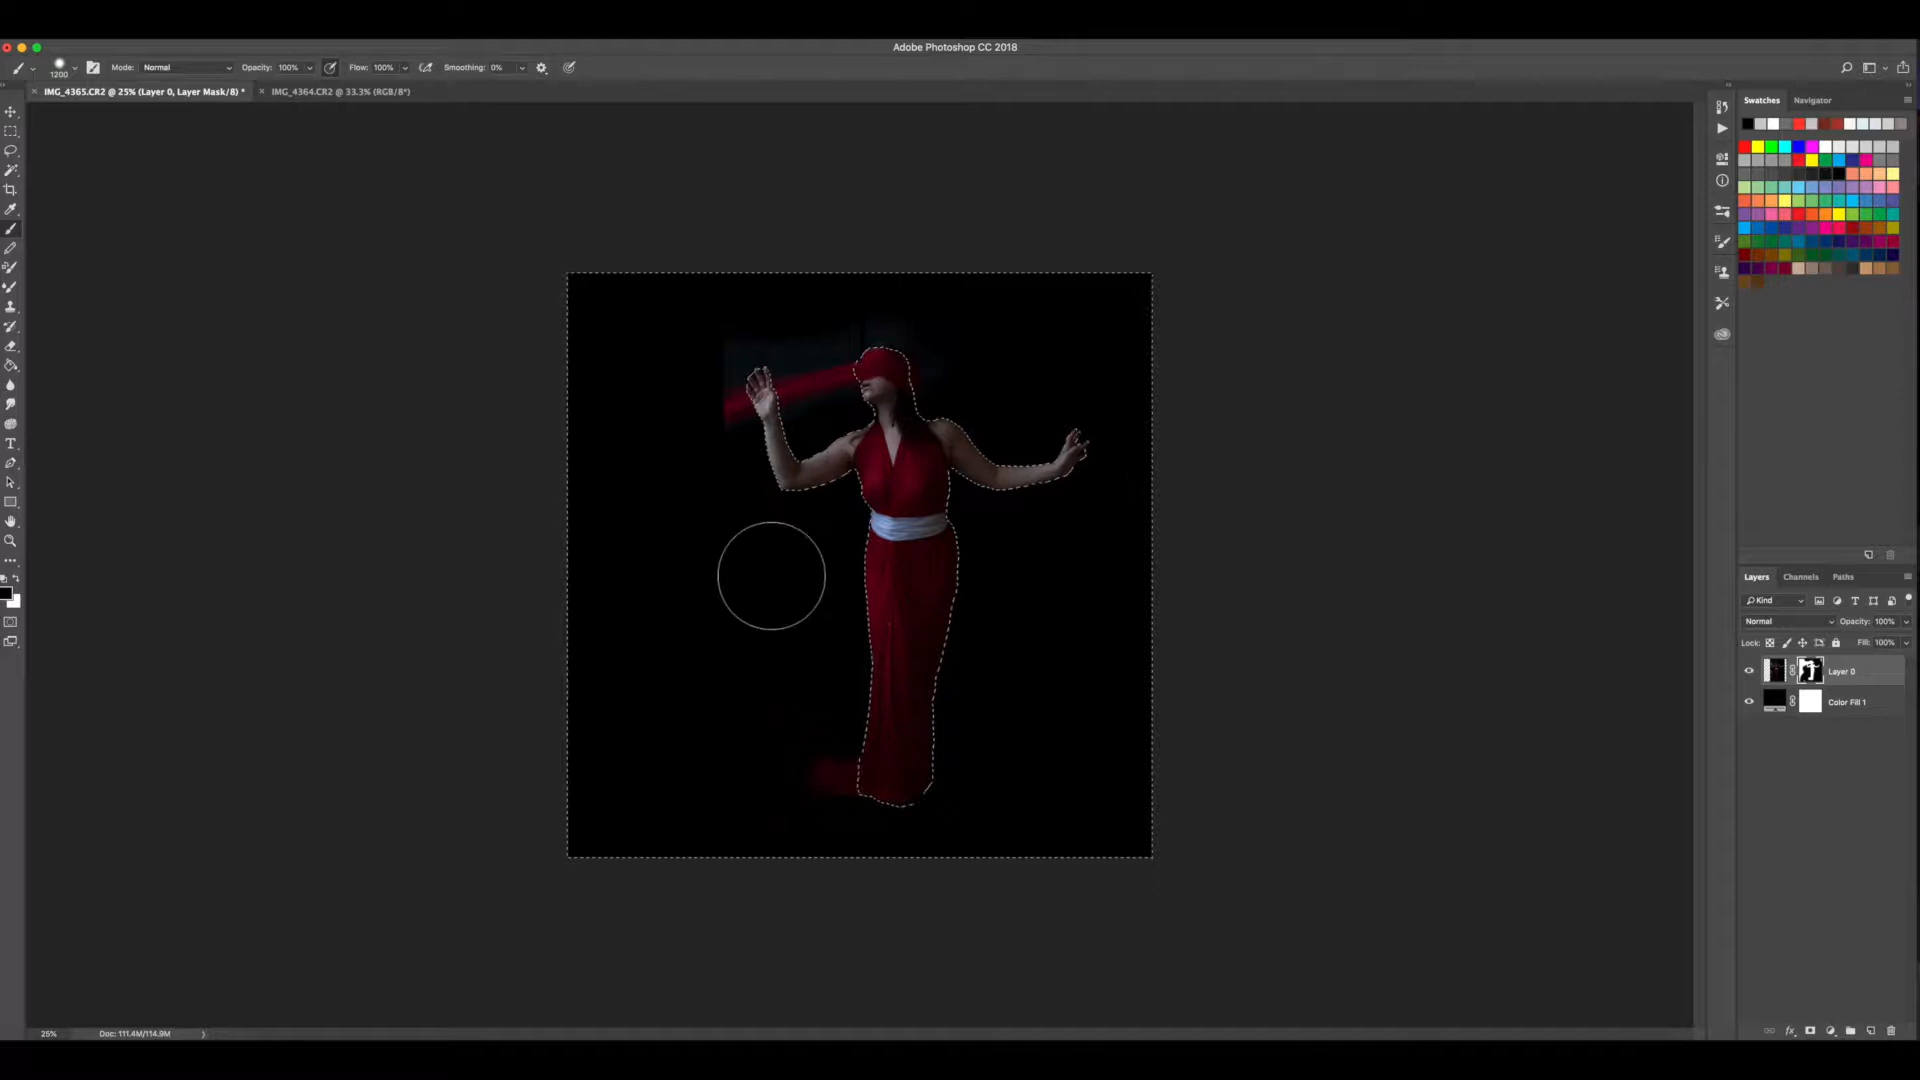 Adobe Photoshop CC 2018
1200
Mode: Normal
Opacity: 100%
Flow: 100%
Smoothing: 0%
× IMG_4365.CR2 @ 25% (Layer 0, Layer Mask/8) *
× IMG_4364.CR2 @ 33.3% (RGB/8*)
Swatches
Navigator
Layers
Channels
Paths
Kind
Normal
Opacity: 100%
Lock:
Fill: 100%
Layer 0
Color Fill 1
fx
25%
Doc: 111.4M/114.9M